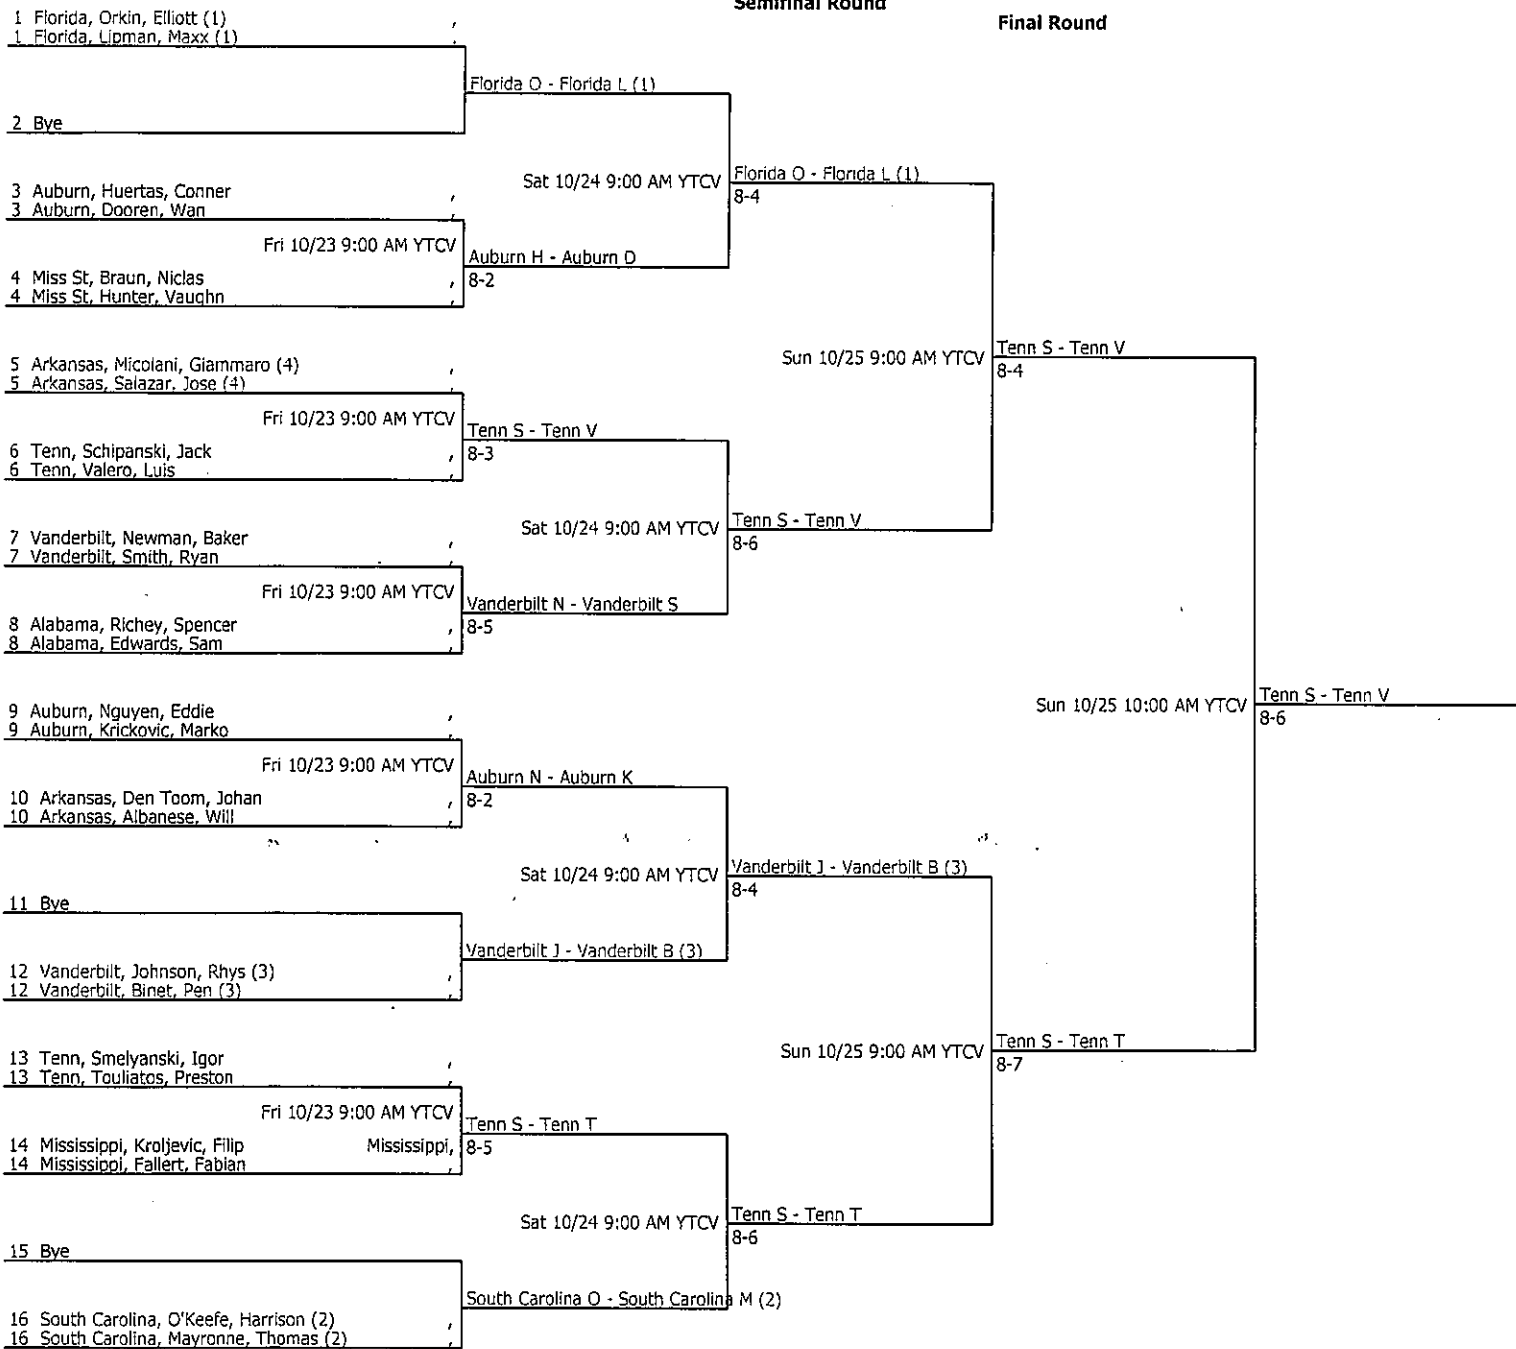 Semifinal Round
Final Round
1 Florida, Orkin, Elliott (1) ,
1 Florida, Lipman, Maxx (1) ,
Florida O - Florida L (1)
2 Bye
Sat 10/24 9:00 AM YTCV
Florida O - Florida L (1)
8-4
3 Auburn, Huertas, Conner ,
3 Auburn, Dooren, Wan ,
Fri 10/23 9:00 AM YTCV
Auburn H - Auburn D
8-2
4 Miss St, Braun, Niclas ,
4 Miss St, Hunter, Vaughn ,
Sun 10/25 9:00 AM YTCV
Tenn S - Tenn V
8-4
5 Arkansas, Micolani, Giammaro (4) ,
5 Arkansas, Salazar, Jose (4) ,
Fri 10/23 9:00 AM YTCV
Tenn S - Tenn V
8-3
6 Tenn, Schipanski, Jack ,
6 Tenn, Valero, Luis ,
Sat 10/24 9:00 AM YTCV
Tenn S - Tenn V
8-6
7 Vanderbilt, Newman, Baker ,
7 Vanderbilt, Smith, Ryan ,
Fri 10/23 9:00 AM YTCV
Vanderbilt N - Vanderbilt S
8-5
8 Alabama, Richey, Spencer ,
8 Alabama, Edwards, Sam ,
Sun 10/25 10:00 AM YTCV
Tenn S - Tenn V
8-6
9 Auburn, Nguyen, Eddie ,
9 Auburn, Krickovic, Marko ,
Fri 10/23 9:00 AM YTCV
Auburn N - Auburn K
8-2
10 Arkansas, Den Toom, Johan ,
10 Arkansas, Albanese, Will ,
Sat 10/24 9:00 AM YTCV
Vanderbilt J - Vanderbilt B (3)
8-4
11 Bye
Vanderbilt J - Vanderbilt B (3)
12 Vanderbilt, Johnson, Rhys (3) ,
12 Vanderbilt, Binet, Pen (3) ,
Sun 10/25 9:00 AM YTCV
Tenn S - Tenn T
8-7
13 Tenn, Smelyanski, Igor ,
13 Tenn, Touliatos, Preston ,
Fri 10/23 9:00 AM YTCV
Tenn S - Tenn T
8-5
14 Mississippi, Kroljevic, Filip Mississippi,
14 Mississippi, Fallert, Fabian ,
Sat 10/24 9:00 AM YTCV
Tenn S - Tenn T
8-6
15 Bye
South Carolina O - South Carolina M (2)
16 South Carolina, O'Keefe, Harrison (2) ,
16 South Carolina, Mayronne, Thomas (2) ,